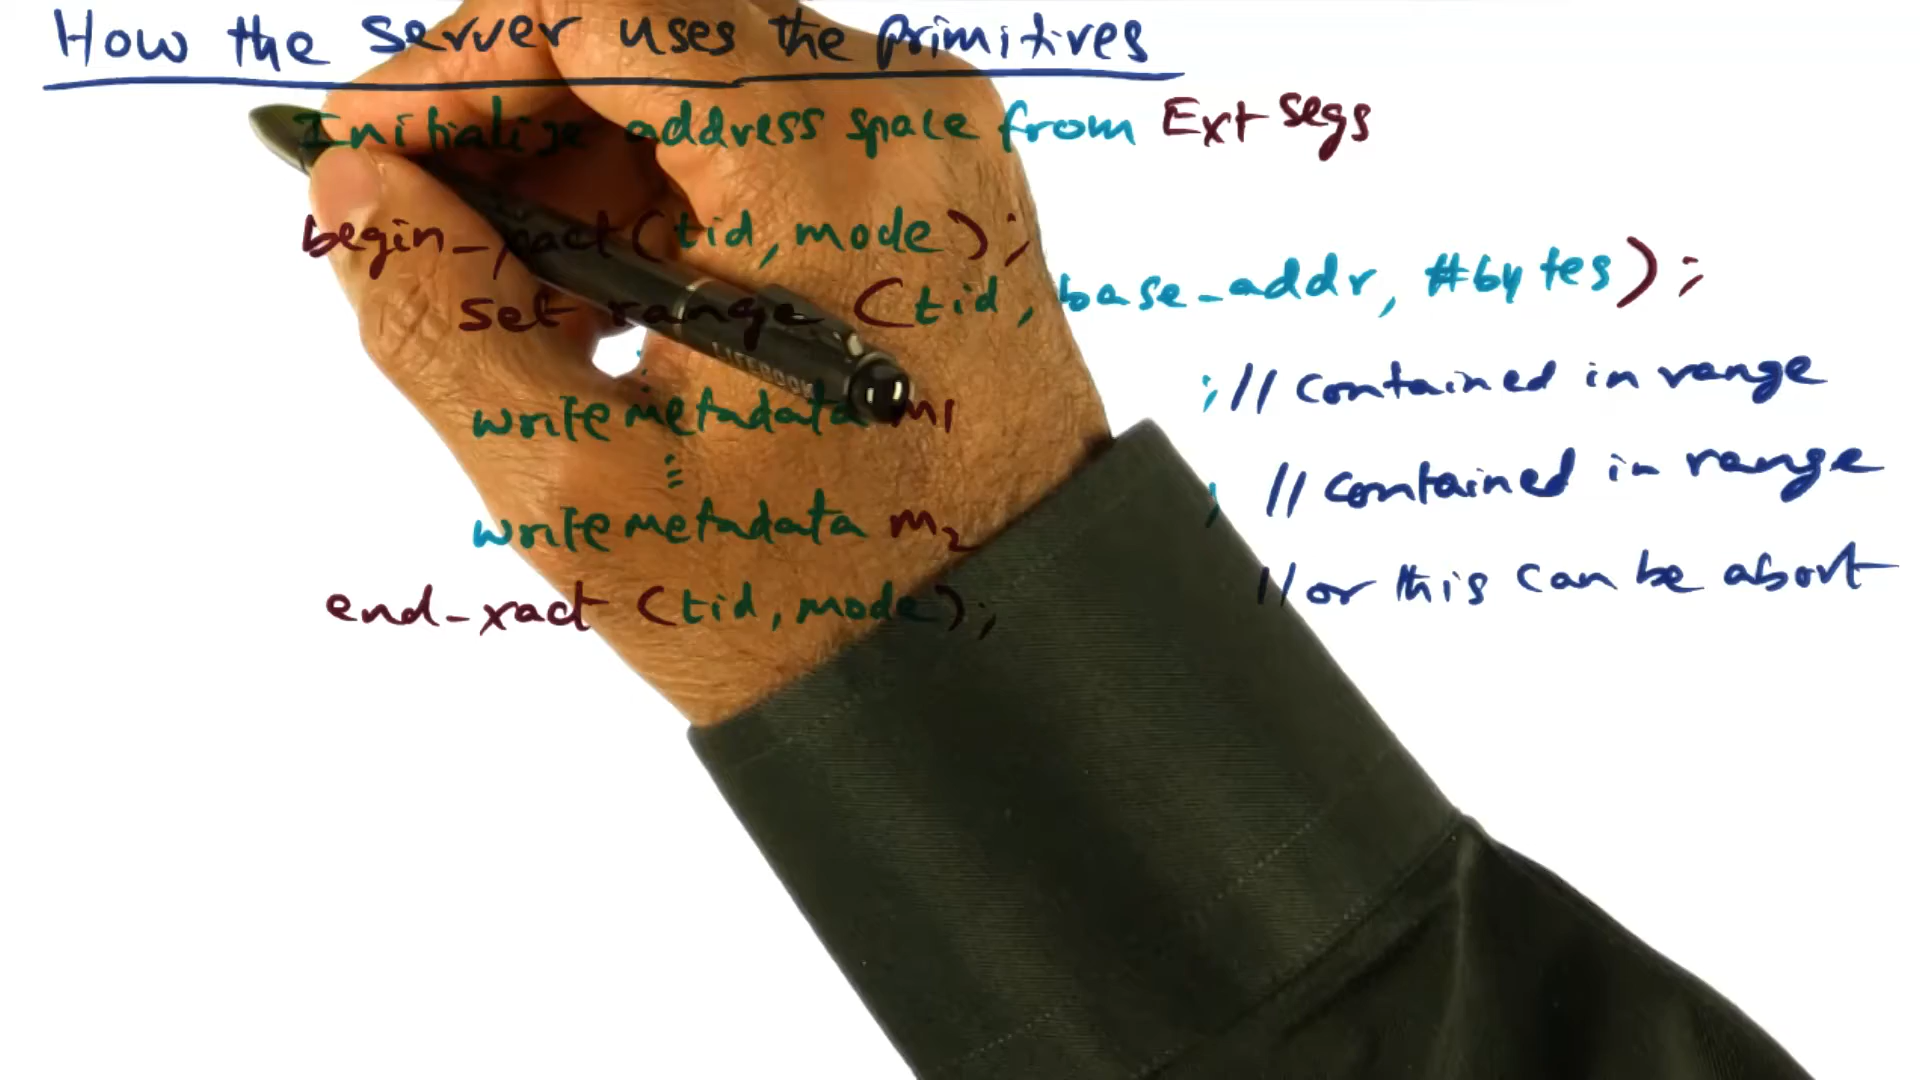 How the server uses the primitives
Initialize address space from Ext segs
begin_xact(tid, mode);
set range (tid, base_addr, #bytes);
:
write metadata m1 ; // contained in range
write metadata m2 ; // contained in range
end_xact (tid, mode); // or this can be abort
LIFEBOOK